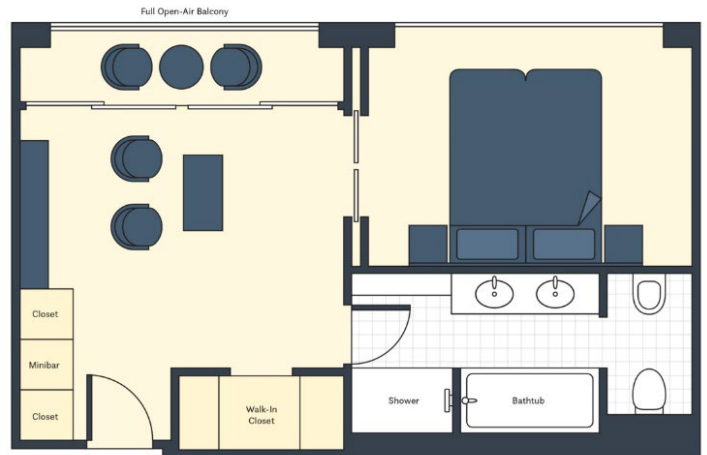 Full Open-Air Balcony
Closet
Minibar
Closet
Walk-In
Closet
Shower
Bathtub